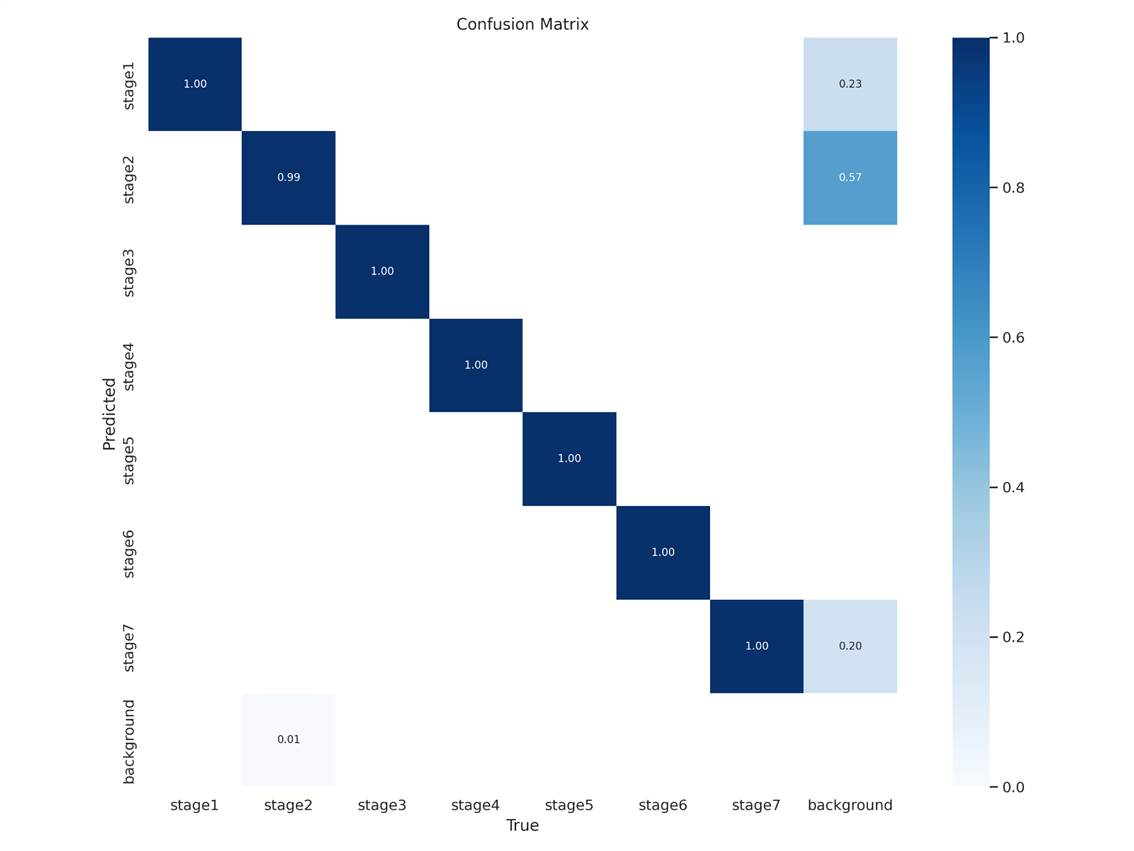 Confusion Matrix
stage1
1.00
0.23
stage2
0.99
0.57
stage3
1.00
stage4
1.00
Predicted
stage5
1.00
stage6
1.00
stage7
1.00
0.20
background
0.01
stage1 stage2 stage3 stage4 stage5 stage6 stage7 background
True
1.0
0.8
0.6
0.4
0.2
0.0